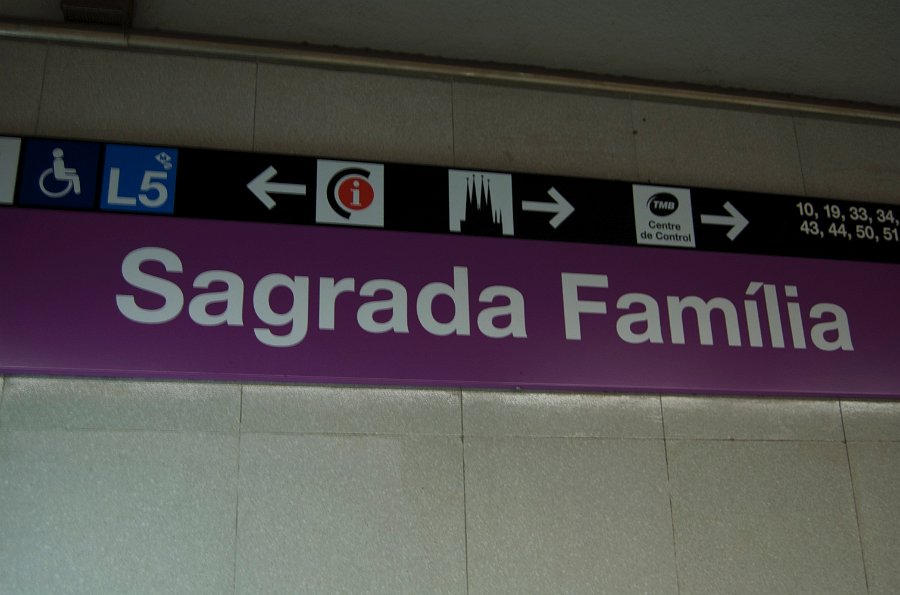 L5
M
i
TMB
Centre
de Control
10, 19, 33, 34,
43, 44, 50, 51
Sagrada Família